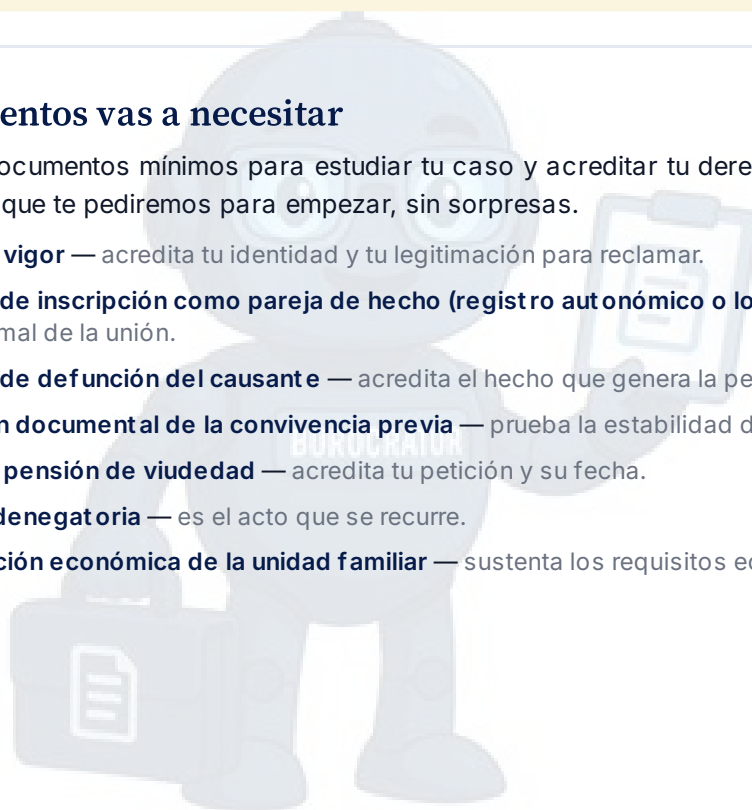 entos vas a necesitar
ocumentos mínimos para estudiar tu caso y acreditar tu dere
que te pediremos para empezar, sin sorpresas.
vigor — acredita tu identidad y tu legitimación para reclamar.
de inscripción como pareja de hecho (registro autonómico o lo
mal de la unión.
de defunción del causante — acredita el hecho que genera la pe
n documental de la convivencia previa — prueba la estabilidad d
BUROCRATOR
pensión de viudedad — acredita tu petición y su fecha.
denegatoria — es el acto que se recurre.
ción económica de la unidad familiar — sustenta los requisitos ec